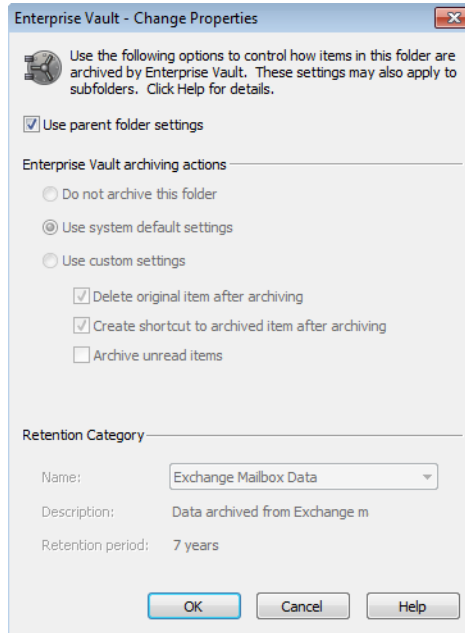 Enterprise Vault - Change Properties
Use the following options to control how items in this folder are
archived by Enterprise Vault. These settings may also apply to
subfolders. Click Help for details.
Use parent folder settings
Enterprise Vault archiving actions
Do not archive this folder
Use system default settings
Use custom settings
Delete original item after archiving
Create shortcut to archived item after archiving
Archive unread items
Retention Category
Name: Exchange Mailbox Data
Description: Data archived from Exchange m
Retention period: 7 years
OK Cancel Help